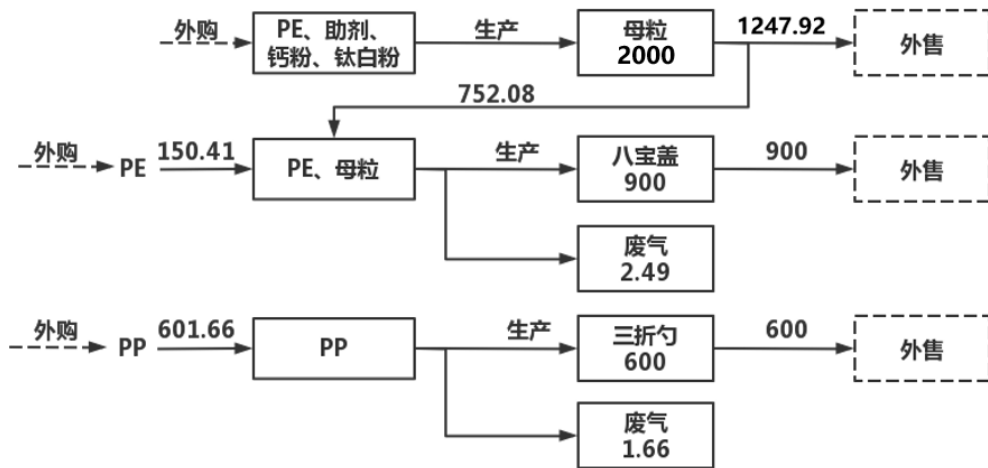 外购
PE、助剂、
钙粉、钛白粉
生产
母粒
2000
1247.92
外售
752.08
外购
PE
150.41
PE、母粒
生产
八宝盖
900
900
外售
废气
2.49
外购
PP
601.66
PP
生产
三折勺
600
600
外售
废气
1.66